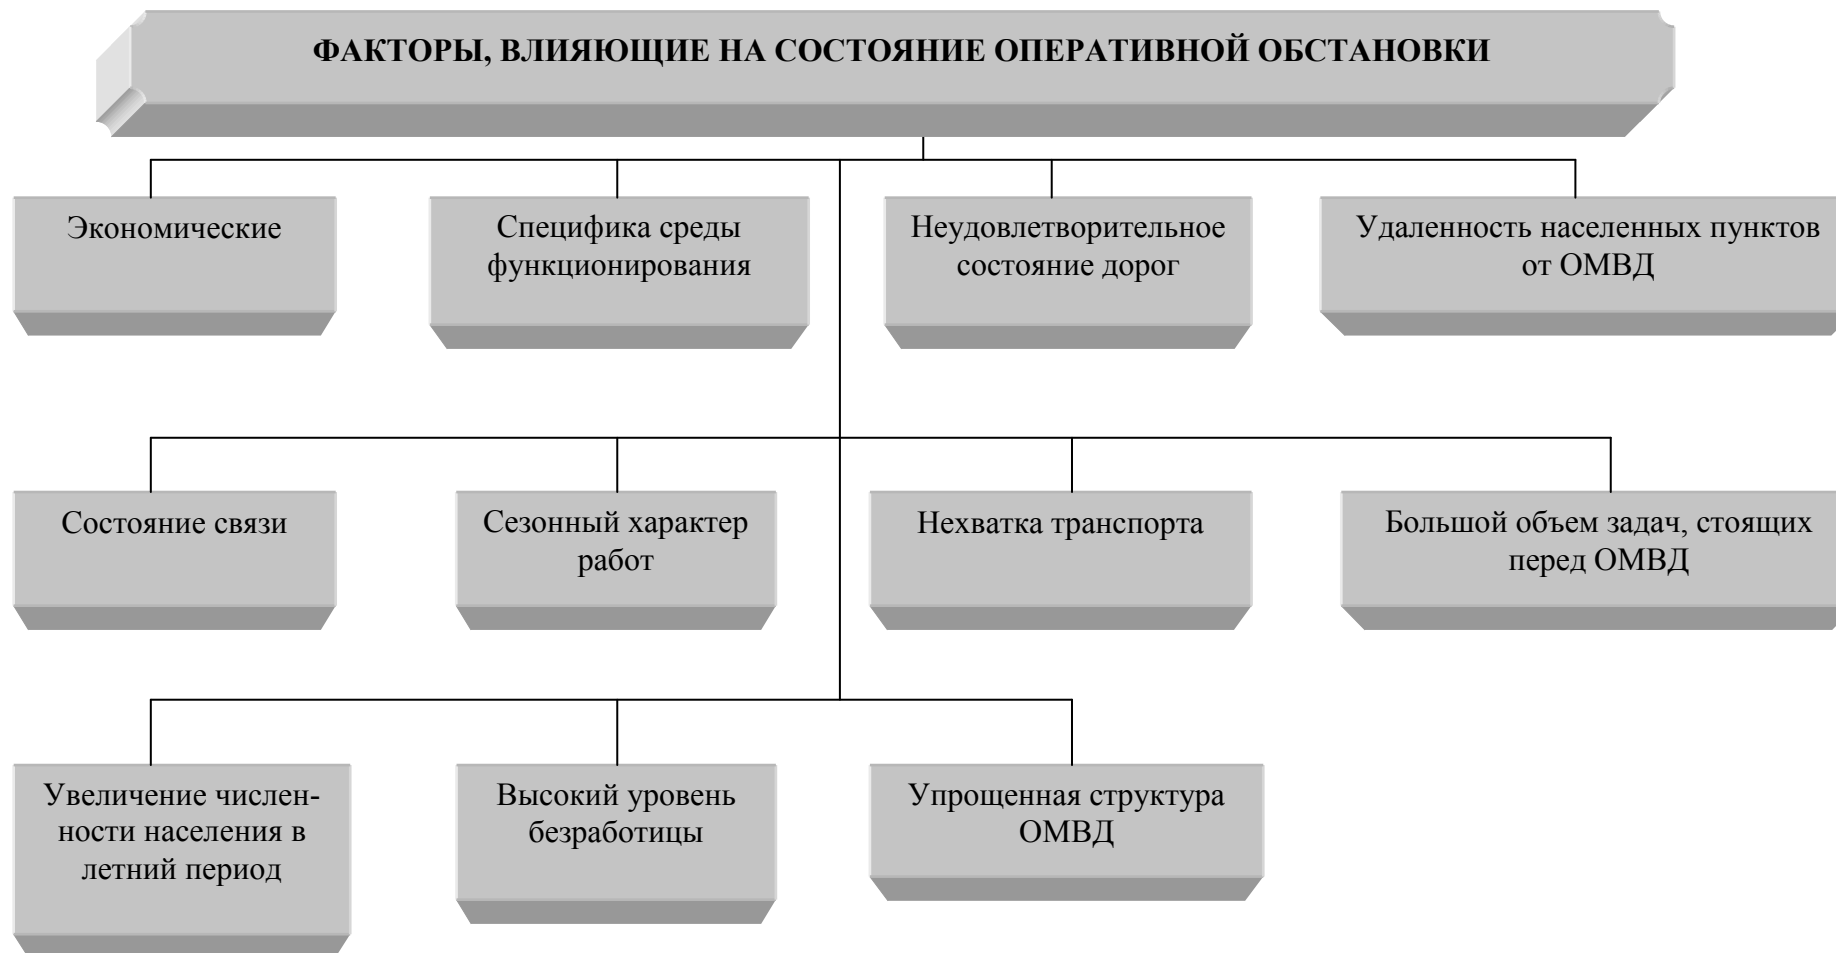 ФАКТОРЫ, ВЛИЯЮЩИЕ НА СОСТОЯНИЕ ОПЕРАТИВНОЙ ОБСТАНОВКИ
Экономические
Специфика среды
функционирования
Неудовлетворительное
состояние дорог
Удаленность населенных пунктов
от ОМВД
Состояние связи
Сезонный характер
работ
Нехватка транспорта
Большой объем задач, стоящих
перед ОМВД
Увеличение числен-
ности населения в
летний период
Высокий уровень
безработицы
Упрощенная структура
ОМВД